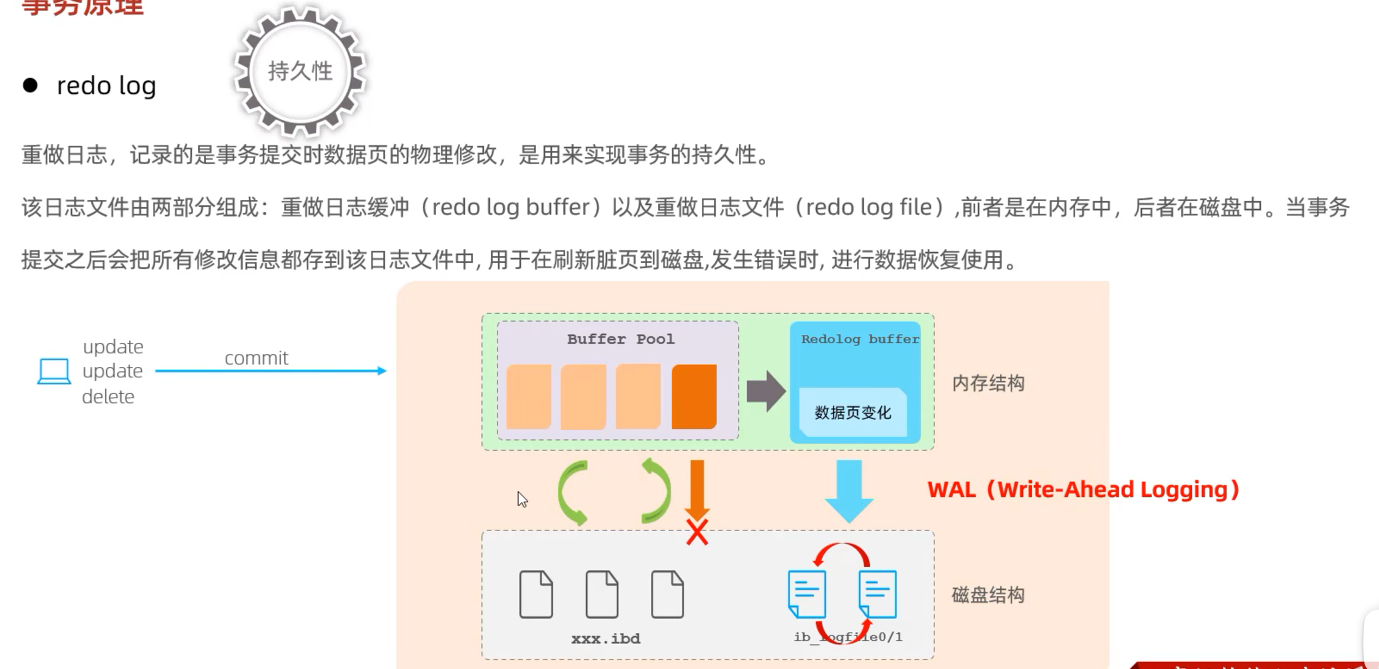 事务原理
持久性
● redo log
重做日志，记录的是事务提交时数据页的物理修改，是用来实现事务的持久性。
该日志文件由两部分组成：重做日志缓冲（redo log buffer）以及重做日志文件（redo log file）,前者是在内存中，后者在磁盘中。当事务
提交之后会把所有修改信息都存到该日志文件中, 用于在刷新脏页到磁盘,发生错误时, 进行数据恢复使用。
update
update
delete
commit
Buffer Pool
Redolog buffer
数据页变化
内存结构
WAL（Write-Ahead Logging）
xxx.ibd
ib_logfile0/1
磁盘结构